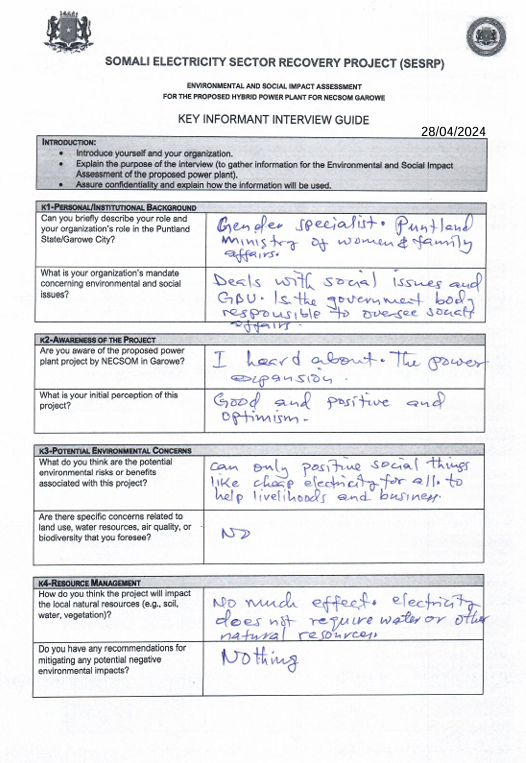 SOMALI ELECTRICITY SECTOR RECOVERY PROJECT (SESRP)
ENVIRONMENTAL AND SOCIAL IMPACT ASSESSMENT
FOR THE PROPOSED HYBRID POWER PLANT FOR NECSOM GAROWE
KEY INFORMANT INTERVIEW GUIDE
28/04/2024
INTRODUCTION:
• Introduce yourself and your organization.
• Explain the purpose of the interview (to gather information for the Environmental and Social Impact
Assessment of the proposed power plant).
• Assure confidentiality and explain how the information will be used.
K1-PERSONAL/INSTITUTIONAL BACKGROUND
Can you briefly describe your role and
your organization's role in the Puntland
State/Garowe City?
Gender specialist. Puntland
ministry of women & family
affairs.
What is your organization's mandate
concerning environmental and social
issues?
Deals with social issues and
GBV. Is the government body
responsible to oversee
affairs.
K2-AWARENESS OF THE PROJECT
Are you aware of the proposed power
plant project by NECSOM in Garowe?
I heard about. The power
expansion.
What is your initial perception of this
project?
Good and positive and
optimism.
K3-POTENTIAL ENVIRONMENTAL CONCERNS
What do you think are the potential
environmental risks or benefits
associated with this project?
can only positive social things
like cheap electricity for all. to
help livelihoods and business.
Are there specific concerns related to
land use, water resources, air quality, or
biodiversity that you foresee?
NO
K4-RESOURCE MANAGEMENT
How do you think the project will impact
the local natural resources (e.g., soil,
water, vegetation)?
No much effect. electricity
does not require water or other
natural resources.
Do you have any recommendations for
mitigating any potential negative
environmental impacts?
Nothing